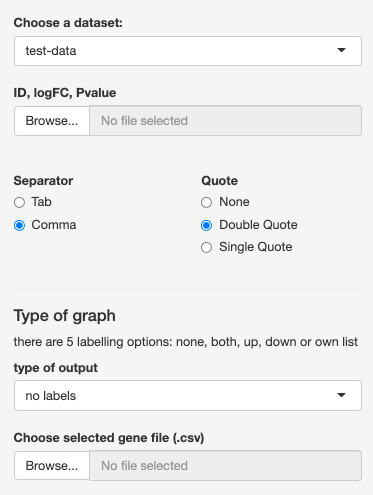 Choose a dataset:
test-data
ID, logFC, Pvalue
Browse... No file selected
Separator Quote
Tab None
Comma Double Quote
Single Quote
Type of graph
there are 5 labelling options: none, both, up, down or own list
type of output
no labels
Choose selected gene file (.csv)
Browse... No file selected